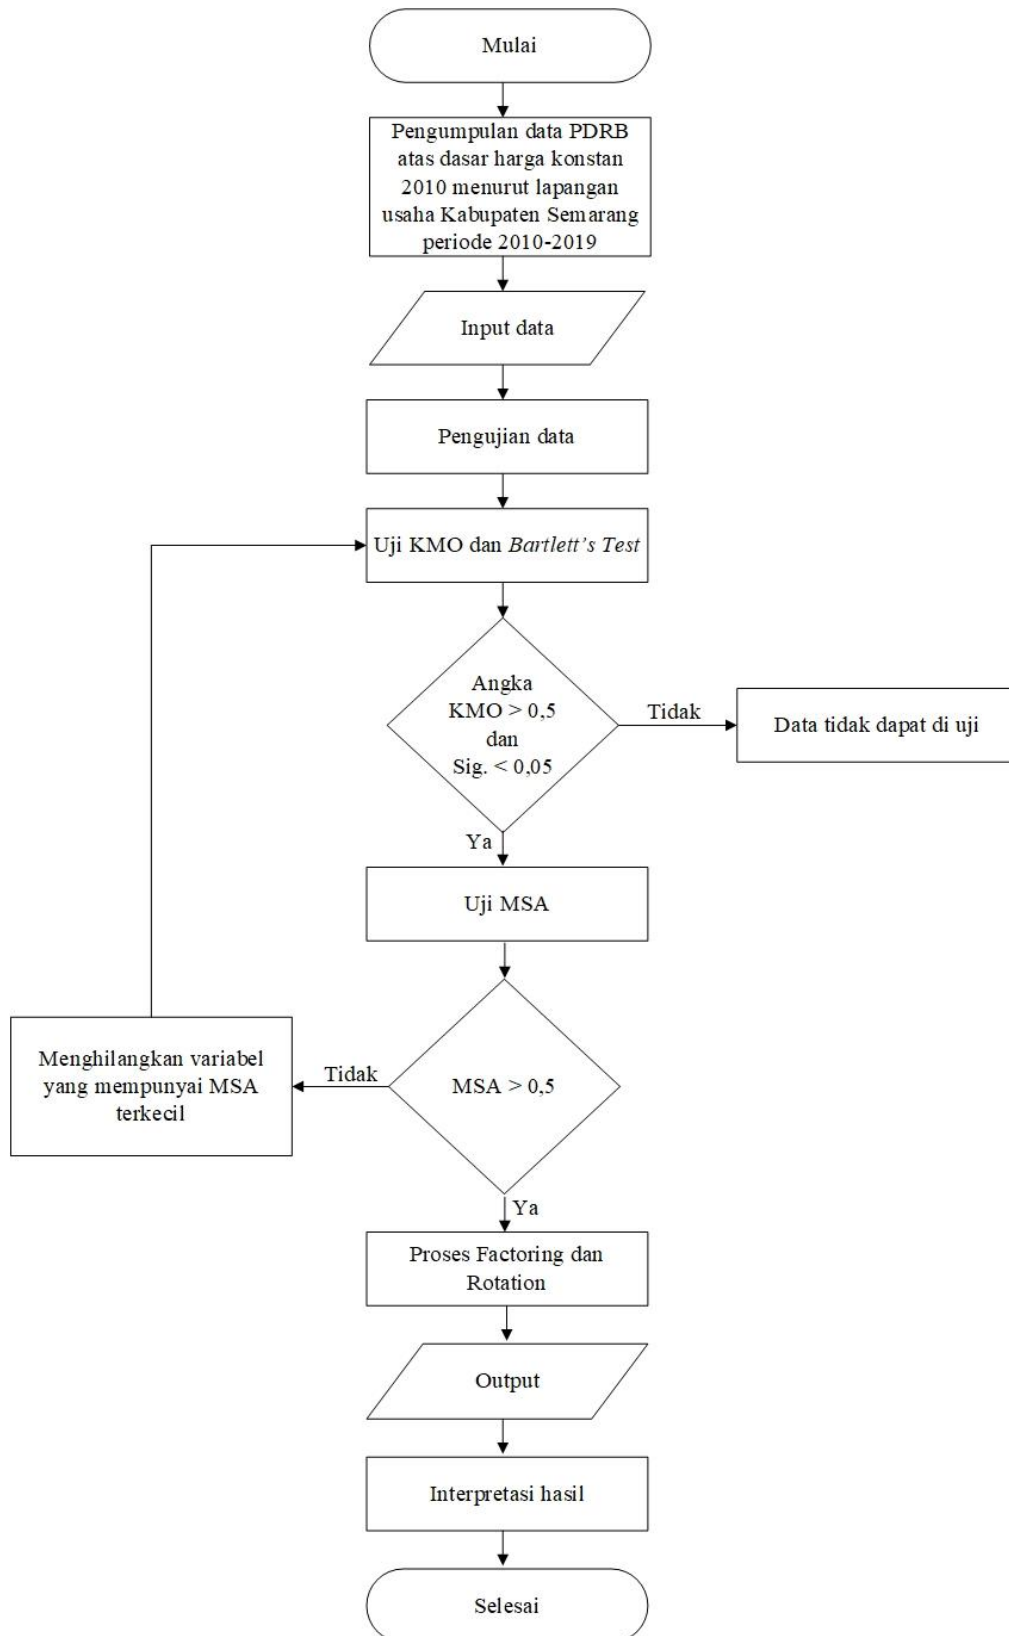 Mulai
Pengumpulan data PDRB
atas dasar harga konstan
2010 menurut lapangan
usaha Kabupaten Semarang
periode 2010-2019
Input data
Pengujian data
Uji KMO dan Bartlett’s Test
Angka
KMO > 0,5
dan
Sig. < 0,05
Tidak
Data tidak dapat di uji
Ya
Uji MSA
MSA > 0,5
Tidak
Menghilangkan variabel
yang mempunyai MSA
terkecil
Ya
Proses Factoring dan
Rotation
Output
Interpretasi hasil
Selesai